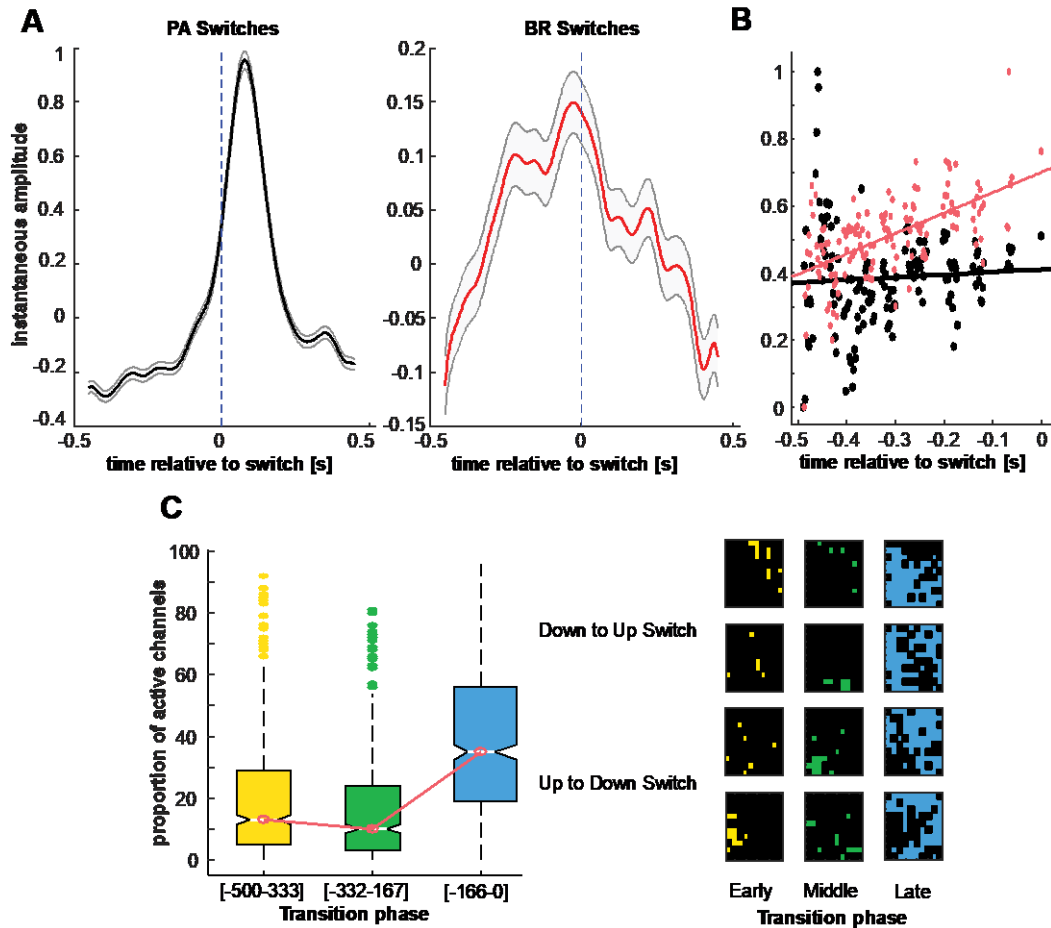 A
PA Switches
BR Switches
B
instantaneous amplitude
1
0.8
0.6
0.4
0.2
0
-0.2
-0.4
-0.5
0
0.5
time relative to switch [s]
0.2
0.15
0.1
0.05
0
-0.05
-0.1
-0.15
-0.5
0
0.5
time relative to switch [s]
1
0.8
0.6
0.4
0.2
0
-0.5
-0.4
-0.3
-0.2
-0.1
0
time relative to switch [s]
C
proportion of active channels
100
80
60
40
20
0
[-500-333]
[-332-167]
[-166-0]
Transition phase
Down to Up Switch
Up to Down Switch
Early
Middle
Late
Transition phase